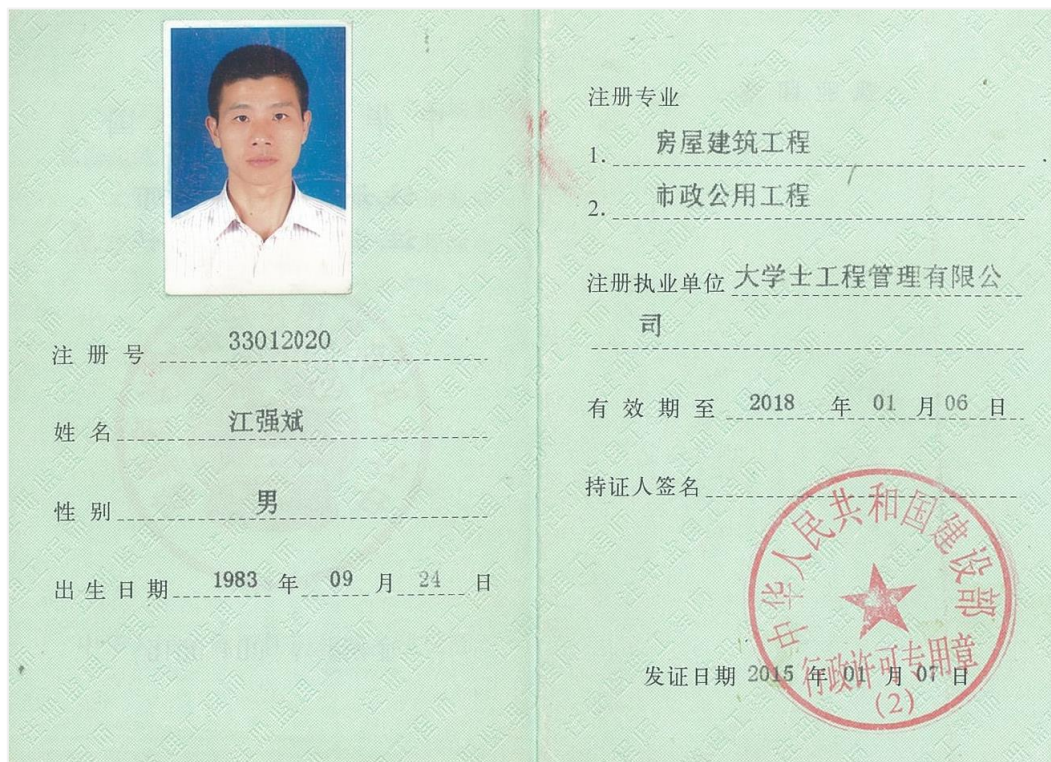 注册号 33012020
姓名 江强斌
性别 男
出生日期 1983 年 09 月 24 日
注册专业
1. 房屋建筑工程
2. 市政公用工程
注册执业单位 大学士工程管理有限公
司
有效期至 2018 年 01 月 06 日
持证人签名
中华人民共和国建设部
行政许可专用章
(2)
发证日期 2015 年 01 月 07 日